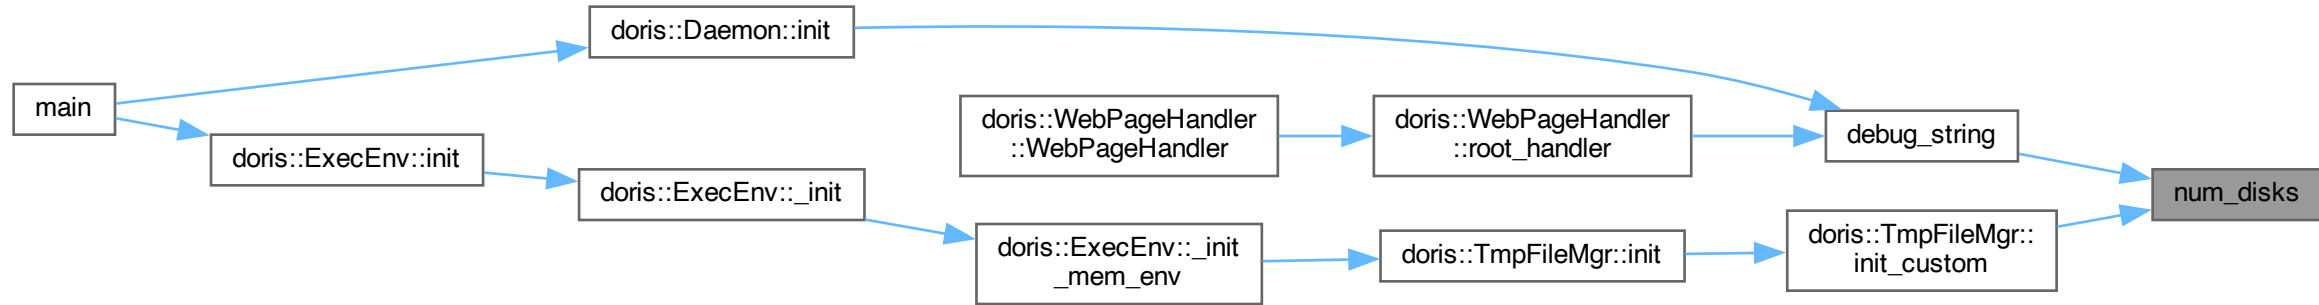 doris::Daemon::init
main
doris::WebPageHandler
::WebPageHandler
doris::WebPageHandler
::root_handler
debug_string
doris::ExecEnv::init
doris::ExecEnv::_init
num_disks
doris::ExecEnv::_init
_mem_env
doris::TmpFileMgr::init
doris::TmpFileMgr::
init_custom